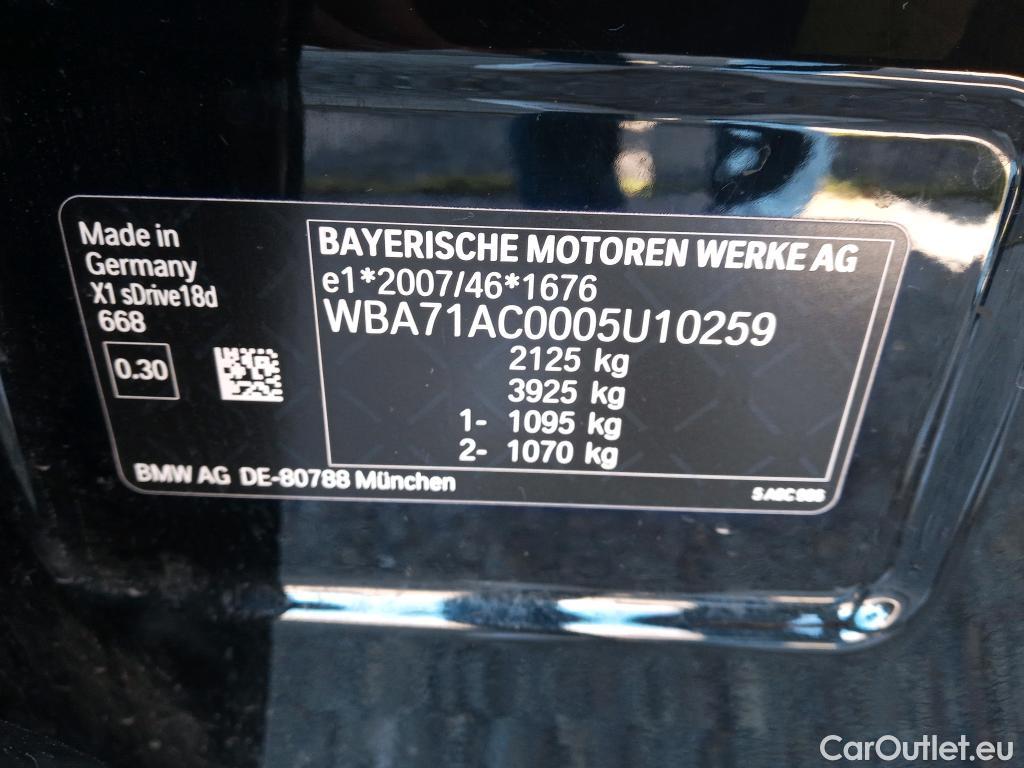 Made in
Germany
X1 sDrive18d
668
0.30
BAYERISCHE MOTOREN WERKE AG
e1*2007/46*1676
WBA71AC0005U10259
2125 kg
3925 kg
1- 1095 kg
2- 1070 kg
BMW AG DE-80788 München
CarOutlet.eu